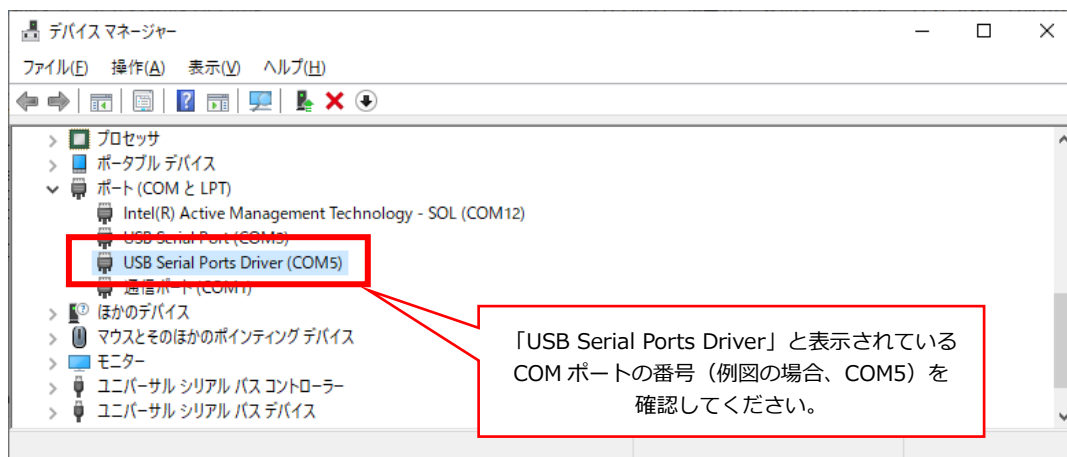 デバイス マネージャー
ファイル(F) 操作(A) 表示(V) ヘルプ(H)
プロセッサ
ポータブル デバイス
ポート (COM と LPT)
Intel(R) Active Management Technology - SOL (COM12)
USB Serial Port (COM3)
USB Serial Ports Driver (COM5)
通信ポート (COM1)
ほかのデバイス
マウスとそのほかのポインティング デバイス
モニター
ユニバーサル シリアル バス コントローラー
ユニバーサル シリアル バス デバイス
「USB Serial Ports Driver」と表示されている
COM ポートの番号（例図の場合、COM5）を
確認してください。